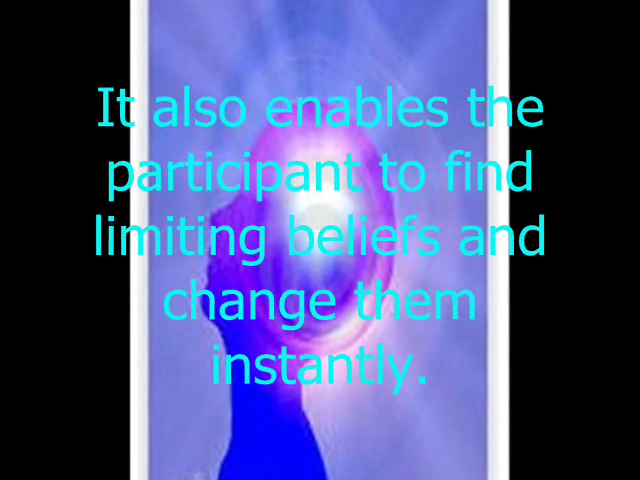 It also enables the
participant to find
limiting beliefs and
change them
instantly.